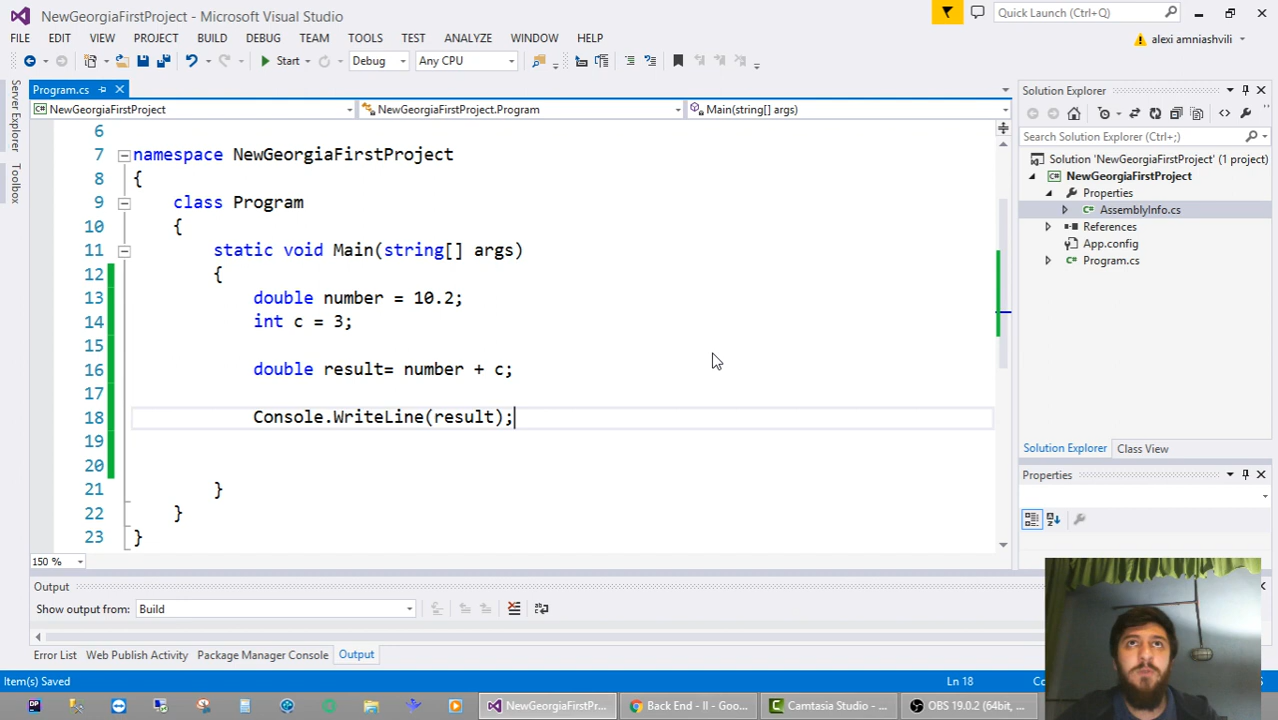 NewGeorgiaFirstProject - Microsoft Visual Studio
Quick Launch (Ctrl+Q)
FILE EDIT VIEW PROJECT BUILD DEBUG TEAM TOOLS TEST ANALYZE WINDOW HELP
alexi amniashvili
Start Debug Any CPU
Server Explorer
Toolbox
Program.cs
NewGeorgiaFirstProject NewGeorgiaFirstProject.Program Main(string[] args)
6
7 namespace NewGeorgiaFirstProject
8 {
9 class Program
10 {
11 static void Main(string[] args)
12 {
13 double number = 10.2;
14 int c = 3;
15
16 double result= number + c;
17
18 Console.WriteLine(result);
19
20
21 }
22 }
23 }
150 %
Solution Explorer
Search Solution Explorer (Ctrl+;)
Solution 'NewGeorgiaFirstProject' (1 project)
NewGeorgiaFirstProject
Properties
AssemblyInfo.cs
References
App.config
Program.cs
Solution Explorer Class View
Properties
Output
Show output from: Build
Error List Web Publish Activity Package Manager Console Output
Item(s) Saved Ln 18
NewGeorgiaFirstPr... Back End - II - Goo... Camtasia Studio - ... OBS 19.0.2 (64bit, ...